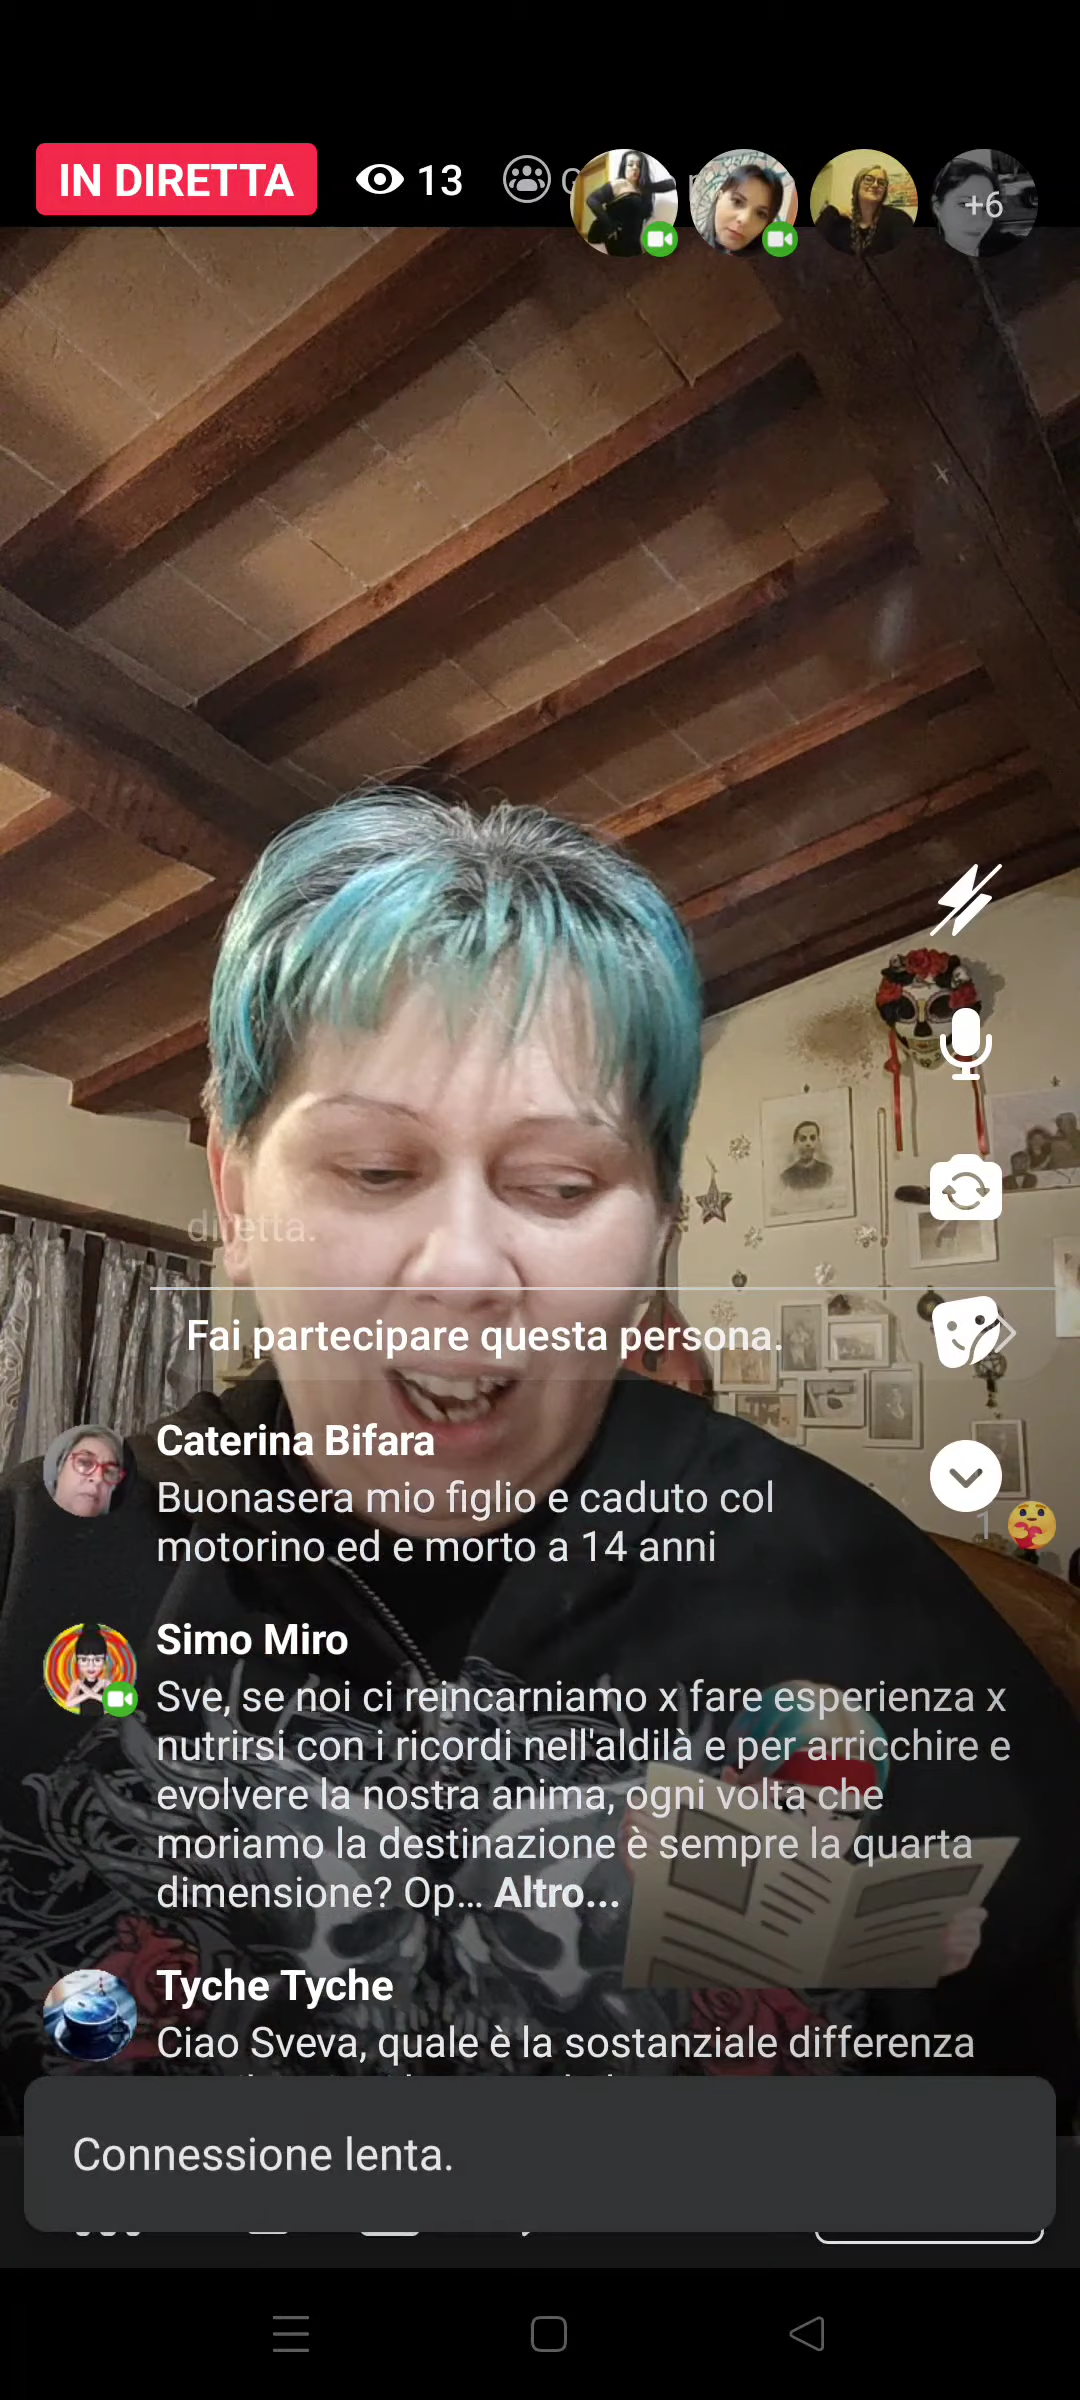 IN DIRETTA
13
+6
diretta.
Fai partecipare questa persona.
Caterina Bifara
Buonasera mio figlio e caduto col
motorino ed e morto a 14 anni
1
Simo Miro
Sve, se noi ci reincarniamo x fare esperienza x
nutrirsi con i ricordi nell'aldilà e per arricchire e
evolvere la nostra anima, ogni volta che
moriamo la destinazione è sempre la quarta
dimensione? Op... Altro...
Tyche Tyche
Ciao Sveva, quale è la sostanziale differenza
Connessione lenta.